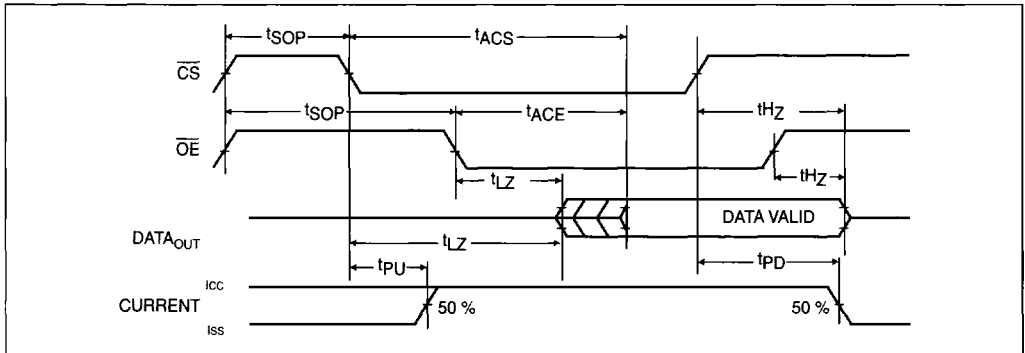 tSOP tACS
CS
tSOP tACE tHZ
OE
tLZ tHZ
DATA VALID
DATAOUT
tLZ
tPU tPD
ICC
CURRENT 50 % 50 %
ISS